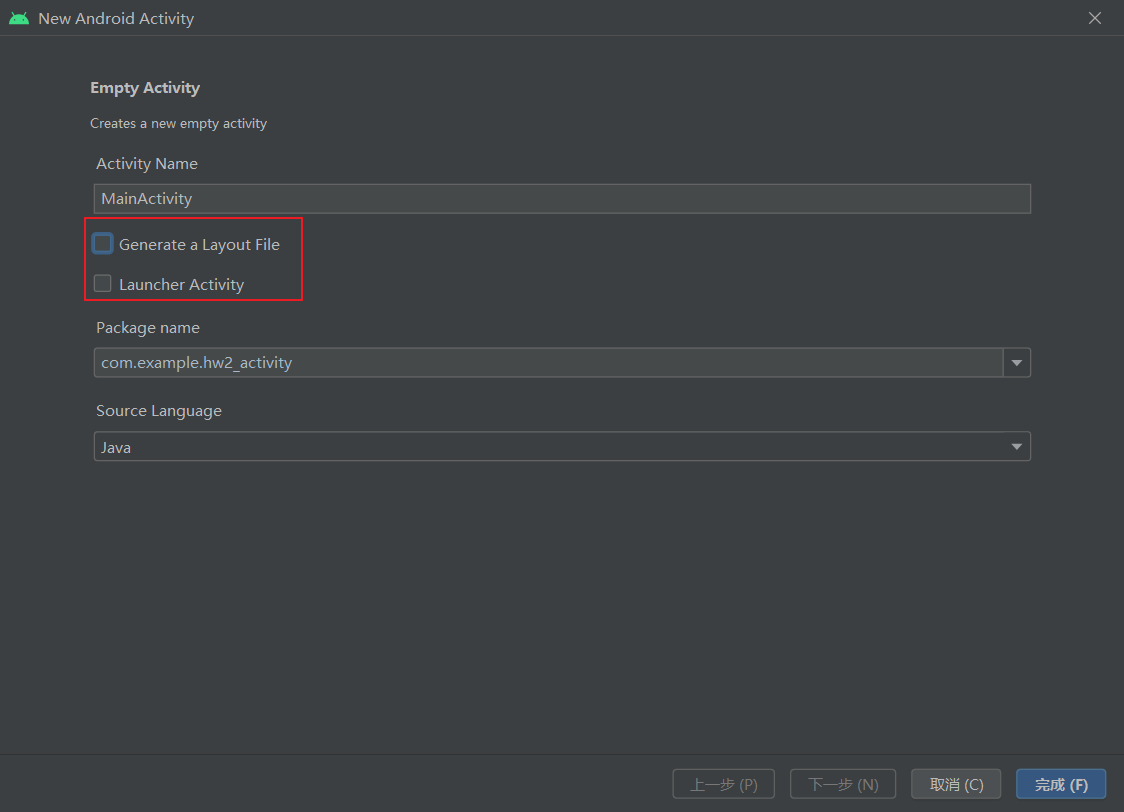 New Android Activity
Empty Activity
Creates a new empty activity
Activity Name
MainActivity
Generate a Layout File
Launcher Activity
Package name
com.example.hw2_activity
Source Language
Java
上一步 (P) 下一步 (N) 取消 (C) 完成 (F)